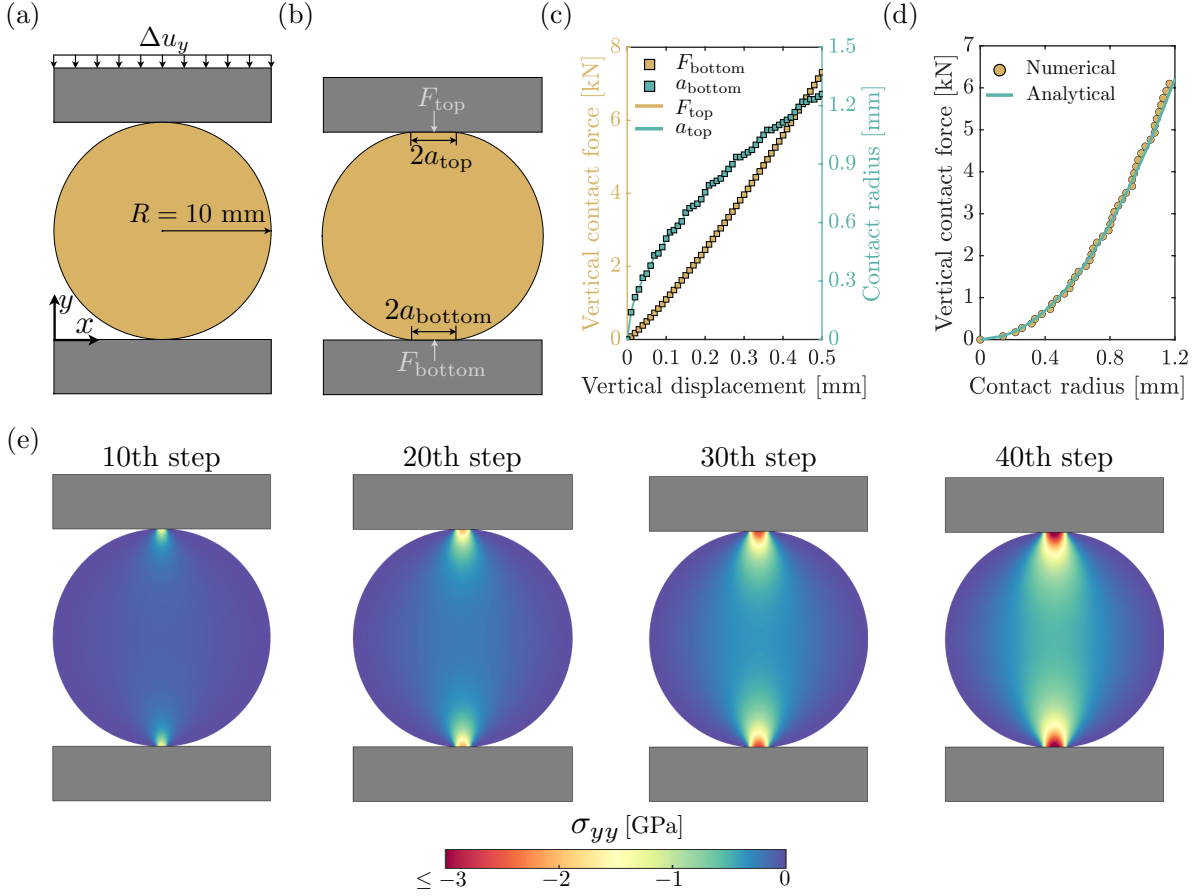 (a)
(b)
(c)
(d)
Δu_y
R = 10 mm
y
x
F_top
2a_top
2a_bottom
F_bottom
Vertical contact force [kN]
8
6
4
2
0
F_bottom
a_bottom
F_top
a_top
1.5
1.2
0.9
0.6
0.3
0
Contact radius [mm]
0 0.1 0.2 0.3 0.4 0.5
Vertical displacement [mm]
Vertical contact force [kN]
7
6
5
4
3
2
1
0
Numerical
Analytical
0 0.4 0.8 1.2
Contact radius [mm]
(e)
10th step
20th step
30th step
40th step
σ_yy [GPa]
≤ −3 −2 −1 0